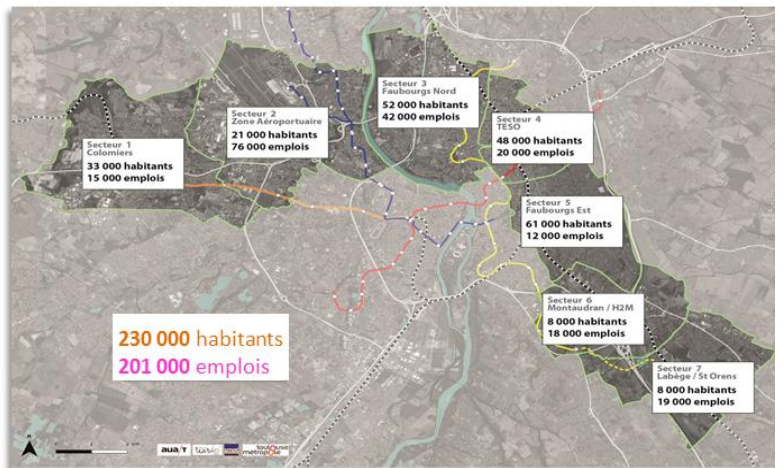 Secteur 1
Colomiers
33 000 habitants
15 000 emplois
Secteur 2
Zone Aéroportuaire
21 000 habitants
76 000 emplois
Secteur 3
Faubourgs Nord
52 000 habitants
42 000 emplois
Secteur 4
TESO
48 000 habitants
20 000 emplois
Secteur 5
Faubourgs Est
61 000 habitants
12 000 emplois
Secteur 6
Montaudran / H2M
8 000 habitants
18 000 emplois
Secteur 7
Labège / St Orens
8 000 habitants
19 000 emplois
230 000 habitants
201 000 emplois
aua/T
toulouse
métropole